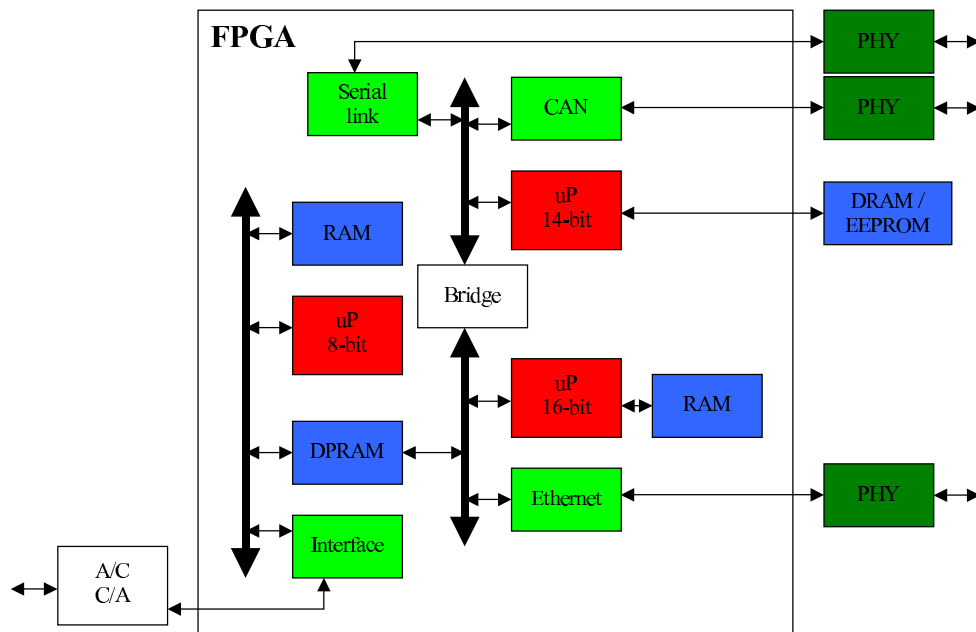 FPGA
PHY
Serial
link
CAN
PHY
uP
14-bit
DRAM /
EEPROM
RAM
Bridge
uP
8-bit
uP
16-bit
RAM
DPRAM
Ethernet
PHY
Interface
A/C
C/A